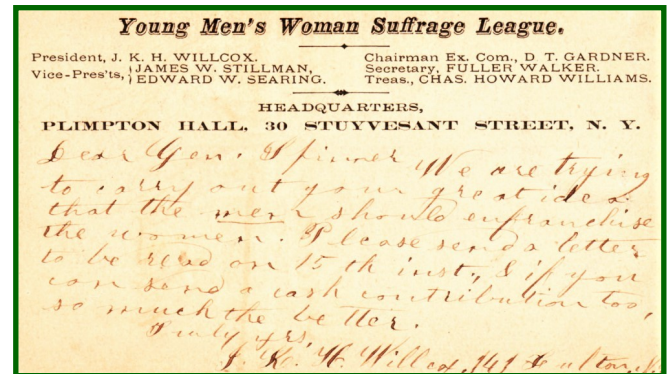 Young Men's Woman Suffrage League.
President, J. K. H. WILLCOX.
Vice-Pres'ts, { JAMES W. STILLMAN,
EDWARD W. SEARING.
Chairman Ex. Com., D T. GARDNER.
Secretary, FULLER WALKER.
Treas., CHAS. HOWARD WILLIAMS.
HEADQUARTERS,
PLIMPTON HALL, 30 STUYVESANT STREET, N. Y.
Dear Gen. Spinner We are trying
to carry out your great idea
that the men should enfranchise
the women. Please send a letter
to be read on 15th inst., & if you
can send a cash contribution too,
so much the better.
Truly yrs,
J. K. H. Willcox, 141 Fulton,